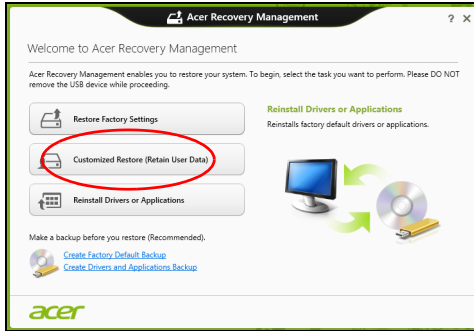 Acer Recovery Management
? X
Welcome to Acer Recovery Management
Acer Recovery Management enables you to restore your system. To begin, select the task you want to perform. Please DO NOT
remove the USB device while proceeding.
Restore Factory Settings
Customized Restore (Retain User Data)
Reinstall Drivers or Applications
Reinstall Drivers or Applications
Reinstalls factory default drivers or applications.
Make a backup before you restore (Recommended).
Create Factory Default Backup
Create Drivers and Applications Backup
acer